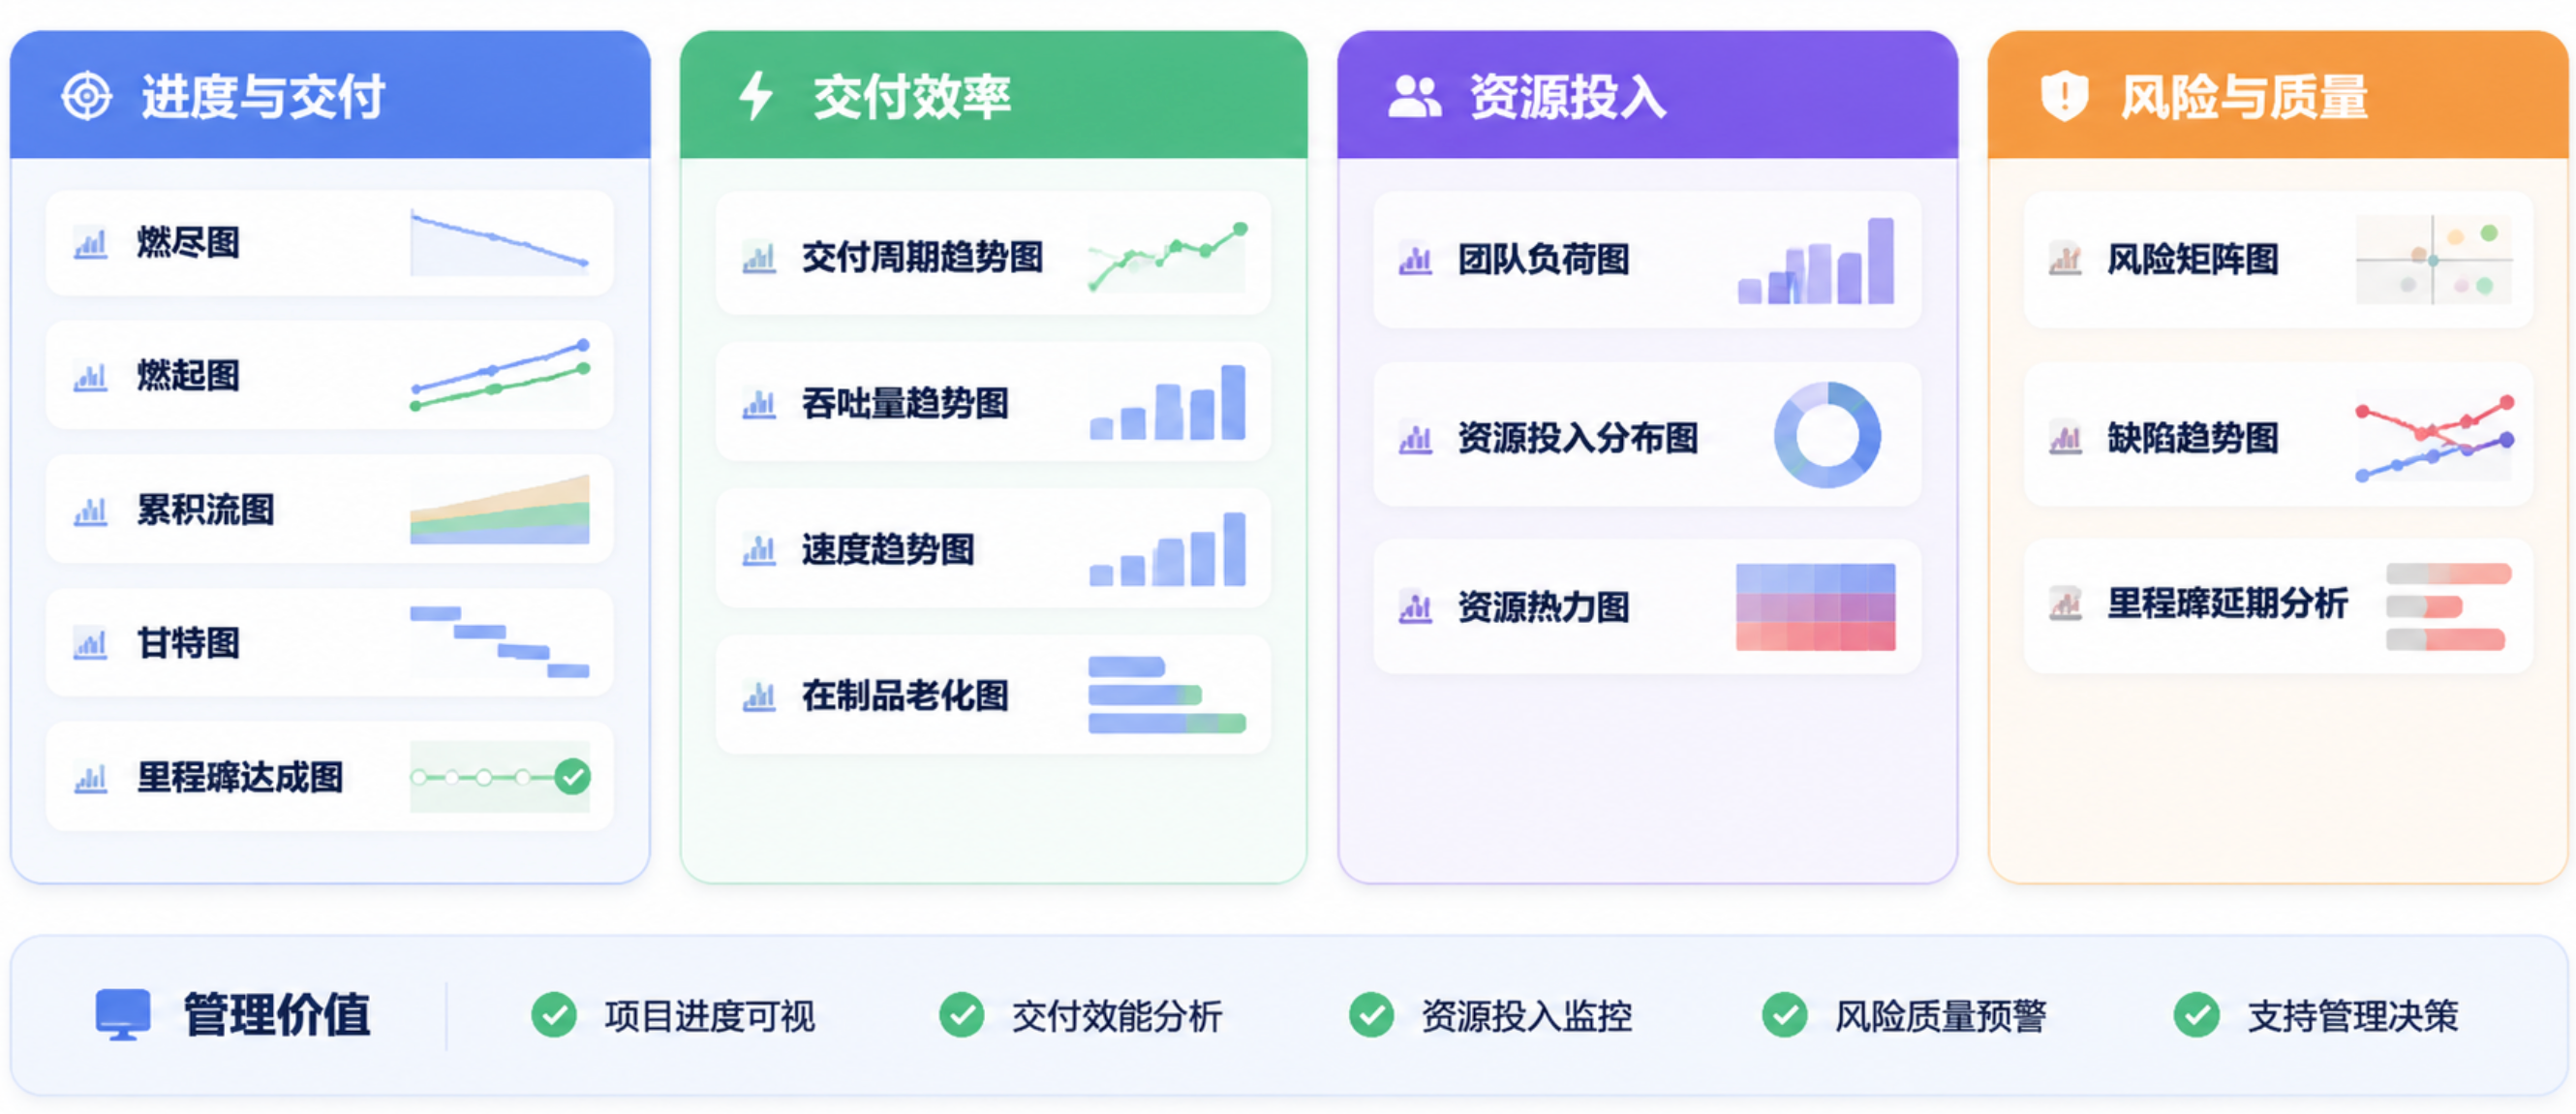 进度与交付
燃尽图
燃起图
累积流图
甘特图
里程达成图
交付效率
交付周期趋势图
吞吐量趋势图
速度趋势图
在制品老化图
资源投入
团队负荷图
资源投入分布图
资源热力图
风险与质量
风险矩阵图
缺陷趋势图
里程延期分析
管理价值
项目进度可视
交付效能分析
资源投入监控
风险质量预警
支持管理决策